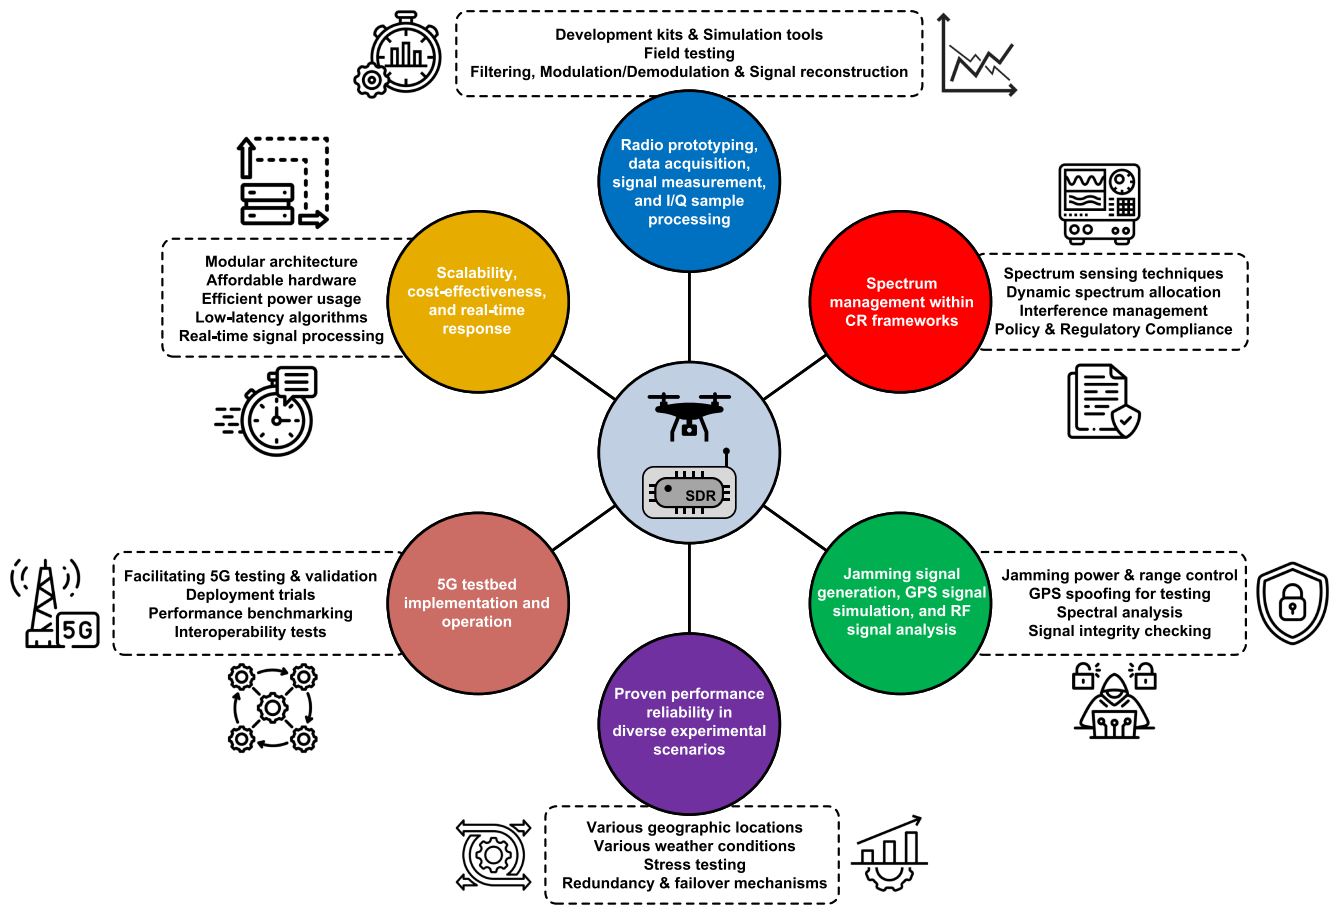 Development kits & Simulation tools
Field testing
Filtering, Modulation/Demodulation & Signal reconstruction
Radio prototyping,
data acquisition,
signal measurement,
and I/Q sample
processing
Modular architecture
Affordable hardware
Efficient power usage
Low-latency algorithms
Real-time signal processing
Scalability,
cost-effectiveness,
and real-time
response
Spectrum
management within
CR frameworks
Spectrum sensing techniques
Dynamic spectrum allocation
Interference management
Policy & Regulatory Compliance
SDR
Facilitating 5G testing & validation
Deployment trials
Performance benchmarking
Interoperability tests
5G
5G testbed
implementation and
operation
Jamming signal
generation, GPS signal
simulation, and RF
signal analysis
Jamming power & range control
GPS spoofing for testing
Spectral analysis
Signal integrity checking
Proven performance
reliability in
diverse experimental
scenarios
Various geographic locations
Various weather conditions
Stress testing
Redundancy & failover mechanisms